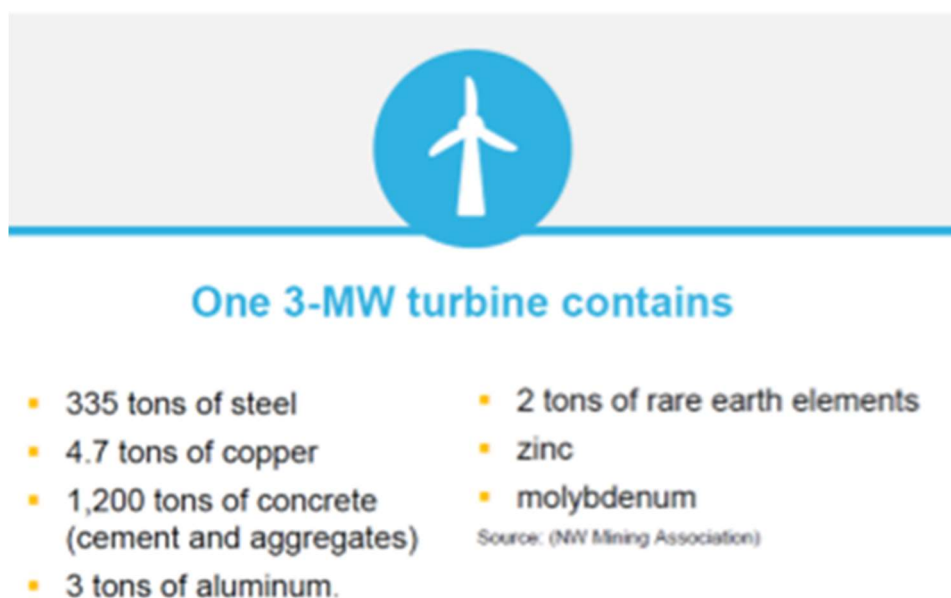 One 3-MW turbine contains
335 tons of steel
4.7 tons of copper
1,200 tons of concrete
(cement and aggregates)
3 tons of aluminum.
2 tons of rare earth elements
zinc
molybdenum
Source: (NW Mining Association)